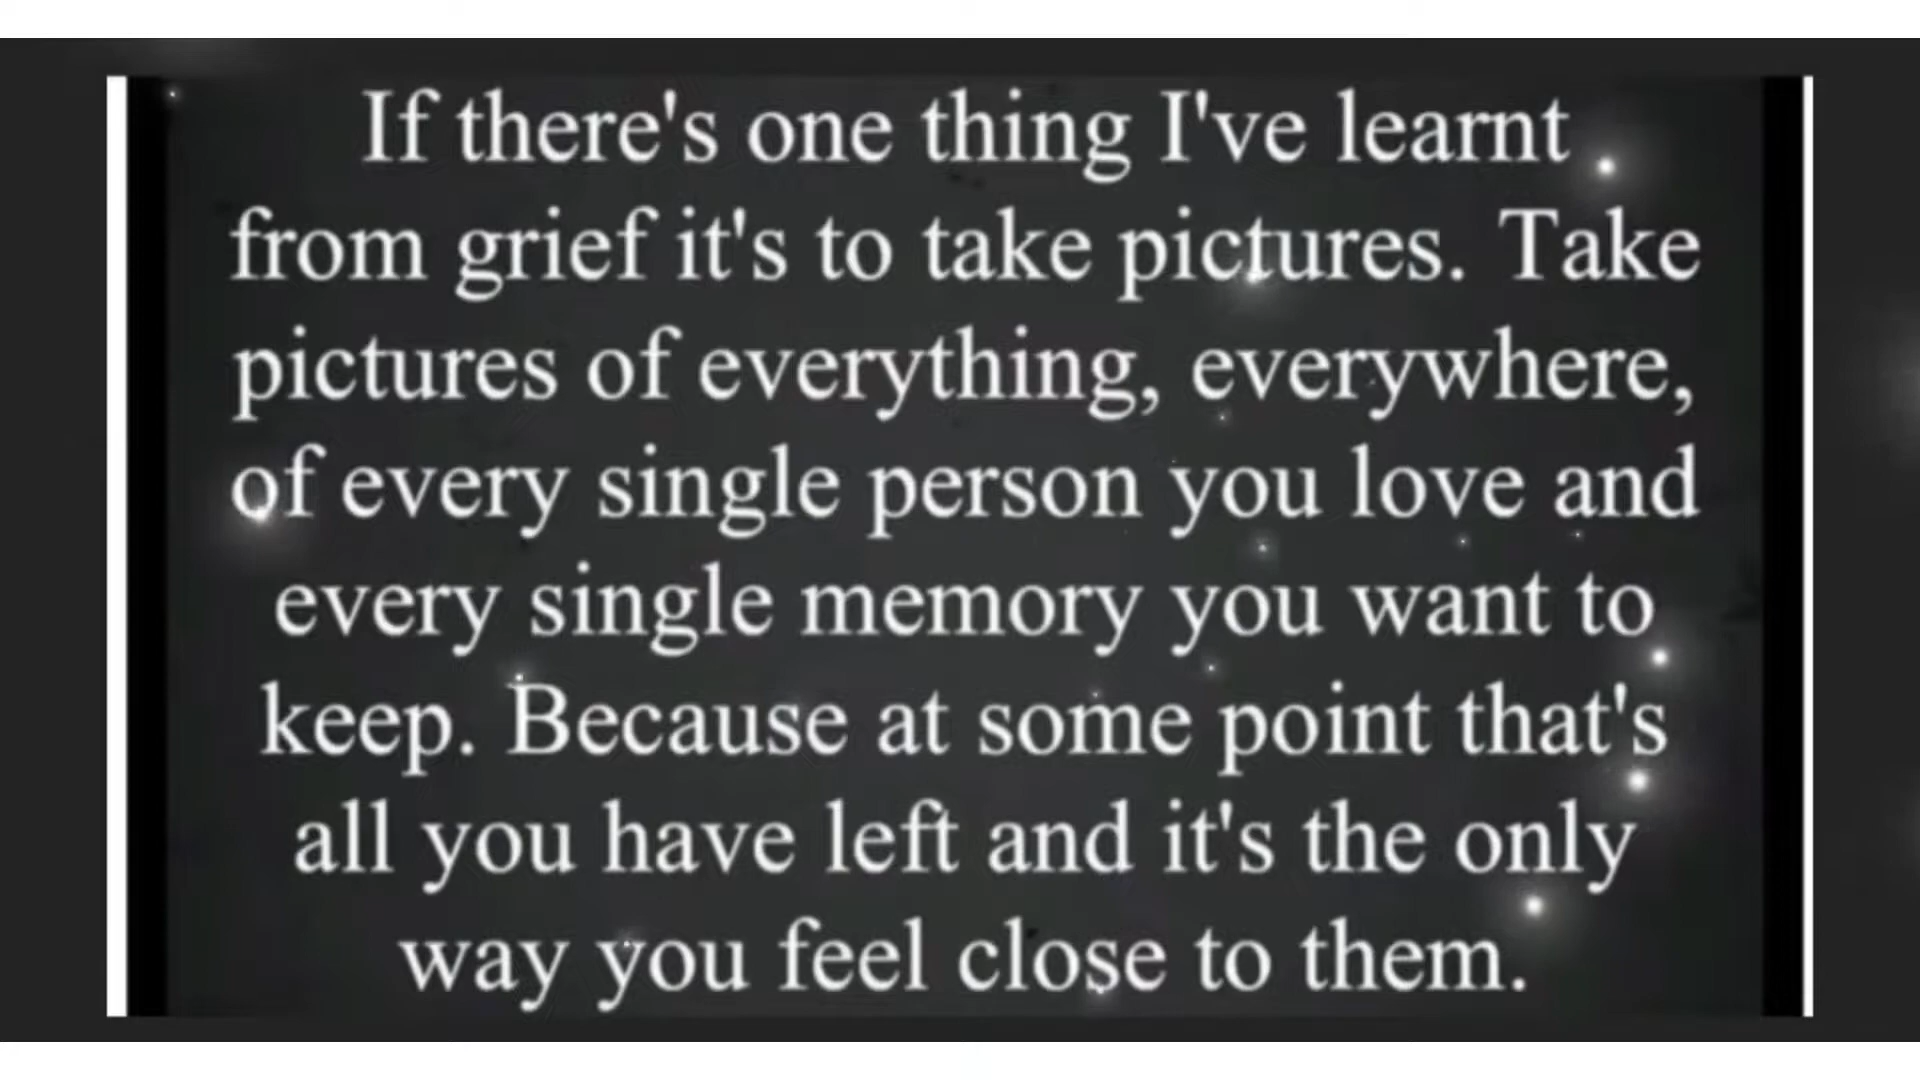 If there's one thing I've learnt
from grief it's to take pictures. Take
pictures of everything, everywhere,
of every single person you love and
every single memory you want to
keep. Because at some point that's
all you have left and it's the only
way you feel close to them.